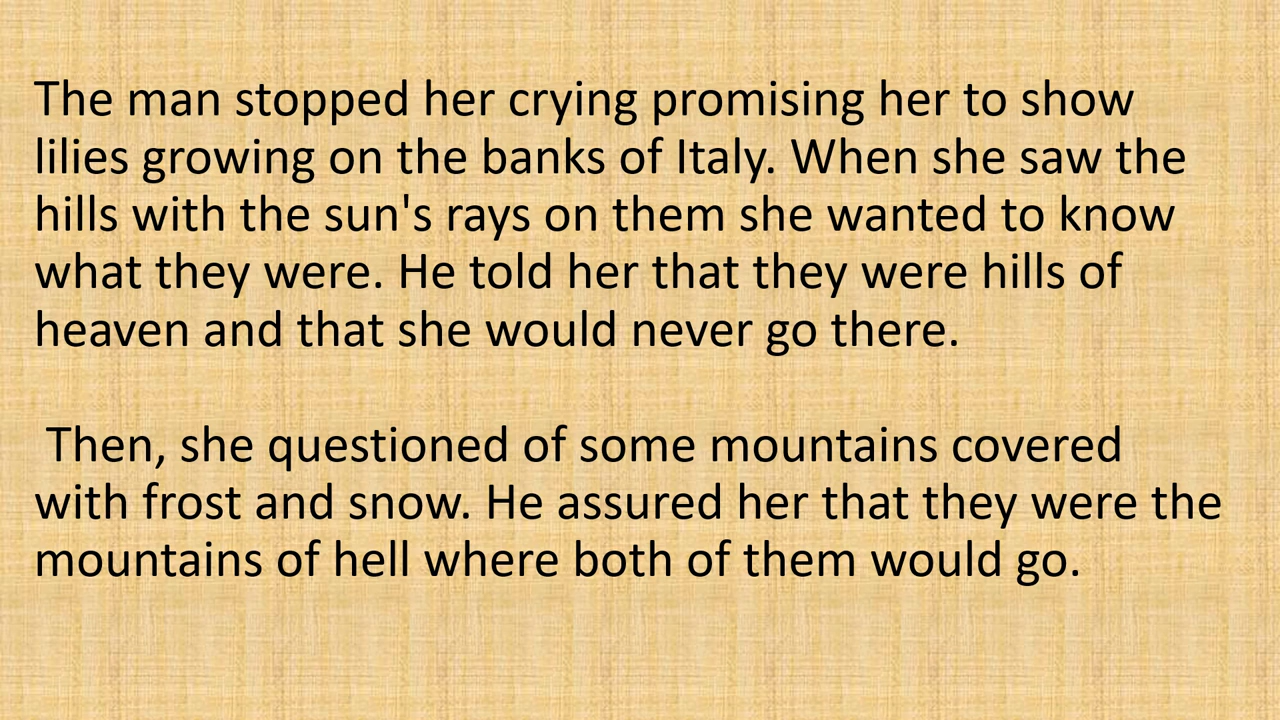 The man stopped her crying promising her to show
lilies growing on the banks of Italy. When she saw the
hills with the sun's rays on them she wanted to know
what they were. He told her that they were hills of
heaven and that she would never go there.
Then, she questioned of some mountains covered
with frost and snow. He assured her that they were the
mountains of hell where both of them would go.